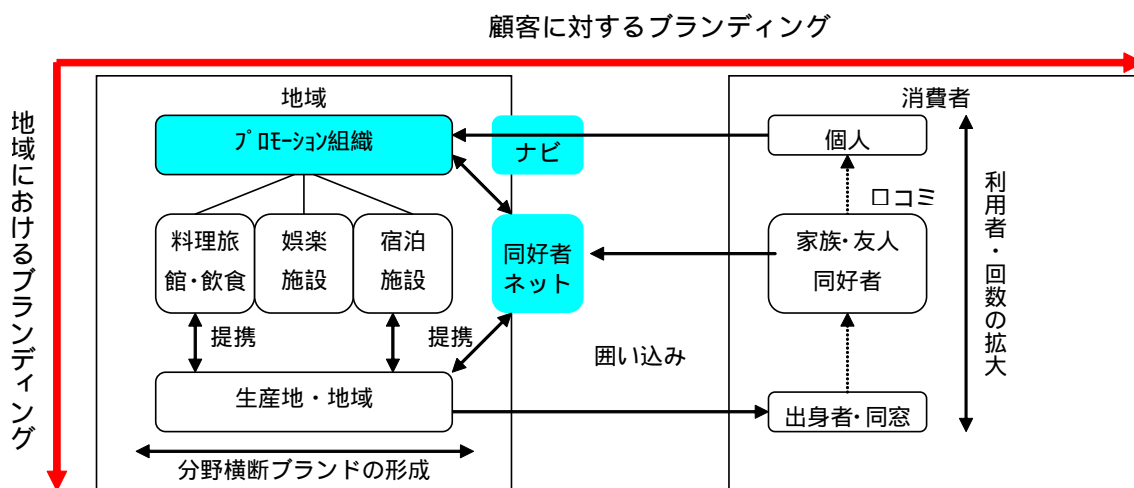 顧客に対するブランディング
地域におけるブランディング
地域
消費者
プロモーション組織
ナビ
個人
口コミ
料理旅
館・飲食
娯楽
施設
宿泊
施設
同好者
ネット
家族・友人
同好者
利用者・回数の拡大
提携
提携
囲い込み
生産地・地域
出身者・同窓
分野横断ブランドの形成